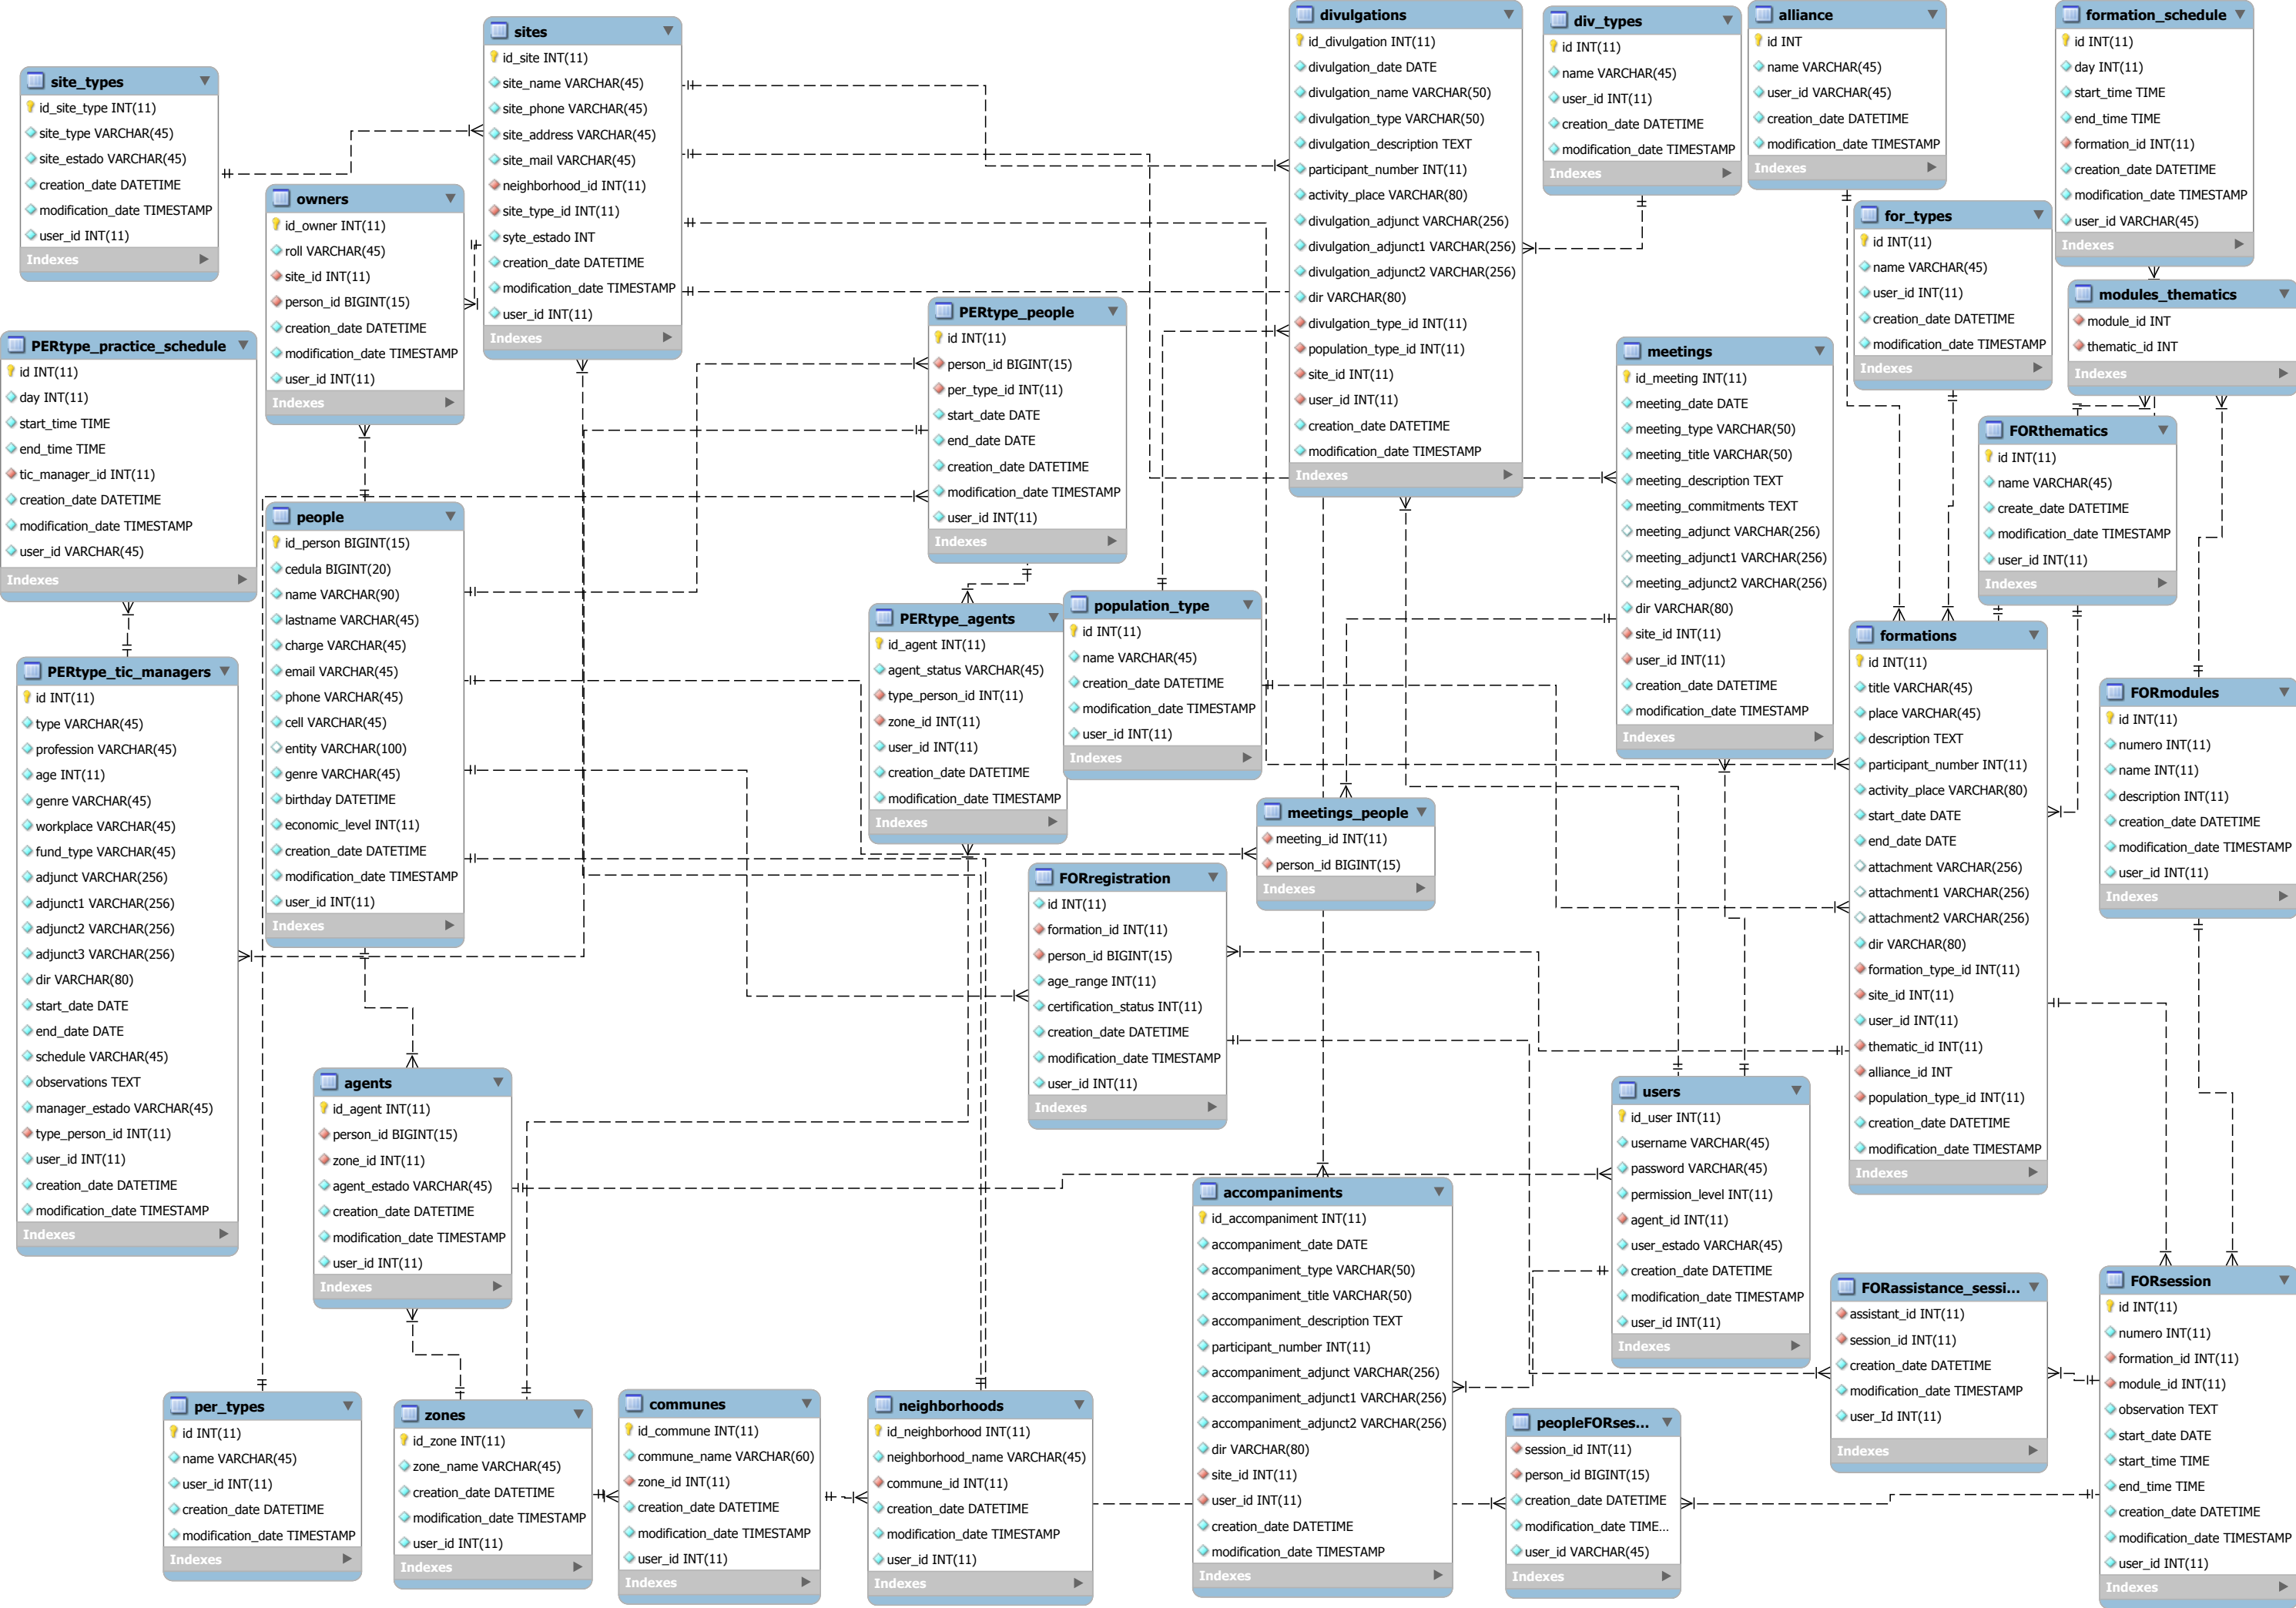 site_types
id_site_type INT(11)
site_type VARCHAR(45)
site_estado VARCHAR(45)
creation_date DATETIME
modification_date TIMESTAMP
user_id INT(11)
Indexes
sites
id_site INT(11)
site_name VARCHAR(45)
site_phone VARCHAR(45)
site_address VARCHAR(45)
site_mail VARCHAR(45)
neighborhood_id INT(11)
site_type_id INT(11)
syte_estado INT
creation_date DATETIME
modification_date TIMESTAMP
user_id INT(11)
Indexes
owners
id_owner INT(11)
roll VARCHAR(45)
site_id INT(11)
person_id BIGINT(15)
creation_date DATETIME
modification_date TIMESTAMP
user_id INT(11)
Indexes
divulgations
id_divulgation INT(11)
divulgation_date DATE
divulgation_name VARCHAR(50)
divulgation_type VARCHAR(50)
divulgation_description TEXT
participant_number INT(11)
activity_place VARCHAR(80)
divulgation_adjunct VARCHAR(256)
divulgation_adjunct1 VARCHAR(256)
divulgation_adjunct2 VARCHAR(256)
dir VARCHAR(80)
divulgation_type_id INT(11)
population_type_id INT(11)
site_id INT(11)
user_id INT(11)
creation_date DATETIME
modification_date TIMESTAMP
Indexes
div_types
id INT(11)
name VARCHAR(45)
user_id INT(11)
creation_date DATETIME
modification_date TIMESTAMP
Indexes
alliance
id INT
name VARCHAR(45)
user_id VARCHAR(45)
creation_date DATETIME
modification_date TIMESTAMP
Indexes
formation_schedule
id INT(11)
day INT(11)
start_time TIME
end_time TIME
formation_id INT(11)
creation_date DATETIME
modification_date TIMESTAMP
user_id VARCHAR(45)
Indexes
for_types
id INT(11)
name VARCHAR(45)
user_id INT(11)
creation_date DATETIME
modification_date TIMESTAMP
Indexes
modules_thematics
module_id INT
thematic_id INT
Indexes
PERtype_practice_schedule
id INT(11)
day INT(11)
start_time TIME
end_time TIME
tic_manager_id INT(11)
creation_date DATETIME
modification_date TIMESTAMP
user_id VARCHAR(45)
Indexes
PERtype_people
id INT(11)
person_id BIGINT(15)
per_type_id INT(11)
start_date DATE
end_date DATE
creation_date DATETIME
modification_date TIMESTAMP
user_id INT(11)
Indexes
meetings
id_meeting INT(11)
meeting_date DATE
meeting_type VARCHAR(50)
meeting_title VARCHAR(50)
meeting_description TEXT
meeting_commitments TEXT
meeting_adjunct VARCHAR(256)
meeting_adjunct1 VARCHAR(256)
meeting_adjunct2 VARCHAR(256)
dir VARCHAR(80)
site_id INT(11)
user_id INT(11)
creation_date DATETIME
modification_date TIMESTAMP
Indexes
FORthematics
id INT(11)
name VARCHAR(45)
create_date DATETIME
modification_date TIMESTAMP
user_id INT(11)
Indexes
people
id_person BIGINT(15)
cedula BIGINT(20)
name VARCHAR(90)
lastname VARCHAR(45)
charge VARCHAR(45)
email VARCHAR(45)
phone VARCHAR(45)
cell VARCHAR(45)
entity VARCHAR(100)
genre VARCHAR(45)
birthday DATETIME
economic_level INT(11)
creation_date DATETIME
modification_date TIMESTAMP
user_id INT(11)
Indexes
PERtype_tic_managers
id INT(11)
type VARCHAR(45)
profession VARCHAR(45)
age INT(11)
genre VARCHAR(45)
workplace VARCHAR(45)
fund_type VARCHAR(45)
adjunct VARCHAR(256)
adjunct1 VARCHAR(256)
adjunct2 VARCHAR(256)
adjunct3 VARCHAR(256)
dir VARCHAR(80)
start_date DATE
end_date DATE
schedule VARCHAR(45)
observations TEXT
manager_estado VARCHAR(45)
type_person_id INT(11)
user_id INT(11)
creation_date DATETIME
modification_date TIMESTAMP
Indexes
PERtype_agents
id_agent INT(11)
agent_status VARCHAR(45)
type_person_id INT(11)
zone_id INT(11)
user_id INT(11)
creation_date DATETIME
modification_date TIMESTAMP
Indexes
population_type
id INT(11)
name VARCHAR(45)
creation_date DATETIME
modification_date TIMESTAMP
user_id INT(11)
Indexes
formations
id INT(11)
title VARCHAR(45)
place VARCHAR(45)
description TEXT
participant_number INT(11)
activity_place VARCHAR(80)
start_date DATE
end_date DATE
attachment VARCHAR(256)
attachment1 VARCHAR(256)
attachment2 VARCHAR(256)
dir VARCHAR(80)
formation_type_id INT(11)
site_id INT(11)
user_id INT(11)
thematic_id INT(11)
alliance_id INT
population_type_id INT(11)
creation_date DATETIME
modification_date TIMESTAMP
Indexes
FORmodules
id INT(11)
numero INT(11)
name INT(11)
description INT(11)
creation_date DATETIME
modification_date TIMESTAMP
user_id INT(11)
Indexes
meetings_people
meeting_id INT(11)
person_id BIGINT(15)
Indexes
FORregistration
id INT(11)
formation_id INT(11)
person_id BIGINT(15)
age_range INT(11)
certification_status INT(11)
creation_date DATETIME
modification_date TIMESTAMP
user_id INT(11)
Indexes
agents
id_agent INT(11)
person_id BIGINT(15)
zone_id INT(11)
agent_estado VARCHAR(45)
creation_date DATETIME
modification_date TIMESTAMP
user_id INT(11)
Indexes
users
id_user INT(11)
username VARCHAR(45)
password VARCHAR(45)
permission_level INT(11)
agent_id INT(11)
user_estado VARCHAR(45)
creation_date DATETIME
modification_date TIMESTAMP
user_id INT(11)
Indexes
accompaniments
id_accompaniment INT(11)
accompaniment_date DATE
accompaniment_type VARCHAR(50)
accompaniment_title VARCHAR(50)
accompaniment_description TEXT
participant_number INT(11)
accompaniment_adjunct VARCHAR(256)
accompaniment_adjunct1 VARCHAR(256)
accompaniment_adjunct2 VARCHAR(256)
dir VARCHAR(80)
site_id INT(11)
user_id INT(11)
creation_date DATETIME
modification_date TIMESTAMP
Indexes
FORassistance_sessi...
assistant_id INT(11)
session_id INT(11)
creation_date DATETIME
modification_date TIMESTAMP
user_Id INT(11)
Indexes
FORsession
id INT(11)
numero INT(11)
formation_id INT(11)
module_id INT(11)
observation TEXT
start_date DATE
start_time TIME
end_time TIME
creation_date DATETIME
modification_date TIMESTAMP
user_id INT(11)
Indexes
per_types
id INT(11)
name VARCHAR(45)
user_id INT(11)
creation_date DATETIME
modification_date TIMESTAMP
Indexes
zones
id_zone INT(11)
zone_name VARCHAR(45)
creation_date DATETIME
modification_date TIMESTAMP
user_id INT(11)
Indexes
communes
id_commune INT(11)
commune_name VARCHAR(60)
zone_id INT(11)
creation_date DATETIME
modification_date TIMESTAMP
user_id INT(11)
Indexes
neighborhoods
id_neighborhood INT(11)
neighborhood_name VARCHAR(45)
commune_id INT(11)
creation_date DATETIME
modification_date TIMESTAMP
user_id INT(11)
Indexes
peopleFORses...
session_id INT(11)
person_id BIGINT(15)
creation_date DATETIME
modification_date TIME...
user_id VARCHAR(45)
Indexes